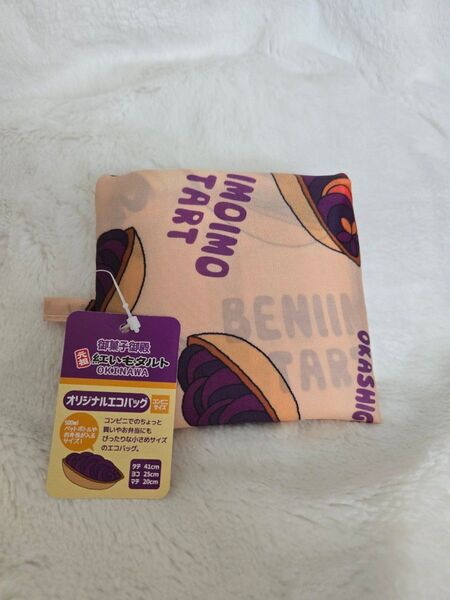 IMOIMO
TART
BENIIM
TART
OKASHIG
御菓子御殿
元祖
紅いもタルト
OKINAWA
オリジナルエコバッグ
コンビニ
サイズ
500ml
ペットボトルや
お弁当が入る
サイズ!
コンビニでのちょっと
買いやお弁当にも
ぴったりな小さめサイズ
のエコバッグ。
タテ 41cm
ヨコ 25cm
マチ 20cm